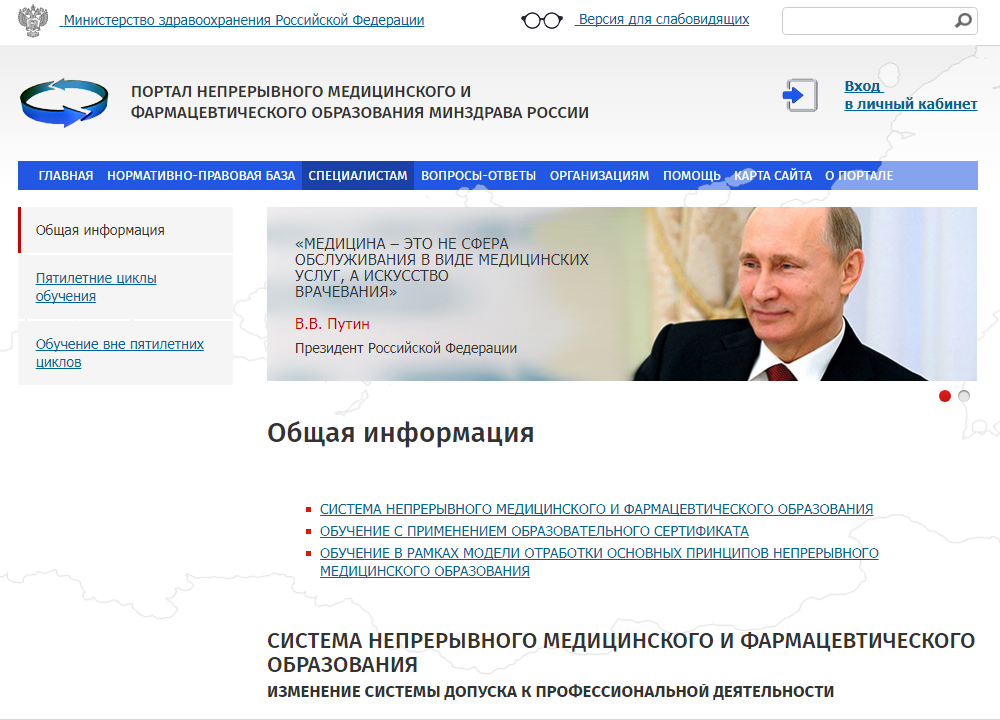 Министерство здравоохранения Российской Федерации
Версия для слабовидящих
ПОРТАЛ НЕПРЕРЫВНОГО МЕДИЦИНСКОГО И
ФАРМАЦЕВТИЧЕСКОГО ОБРАЗОВАНИЯ МИНЗДРАВА РОССИИ
Вход
в личный кабинет
ГЛАВНАЯ НОРМАТИВНО-ПРАВОВАЯ БАЗА СПЕЦИАЛИСТАМ ВОПРОСЫ-ОТВЕТЫ ОРГАНИЗАЦИЯМ ПОМОЩЬ КАРТА САЙТА О ПОРТАЛЕ
Общая информация
Пятилетние циклы
обучения
Обучение вне пятилетних
циклов
«МЕДИЦИНА – ЭТО НЕ СФЕРА
ОБСЛУЖИВАНИЯ В ВИДЕ МЕДИЦИНСКИХ
УСЛУГ, А ИСКУССТВО
ВРАЧЕВАНИЯ»
В.В. Путин
Президент Российской Федерации
Общая информация
СИСТЕМА НЕПРЕРЫВНОГО МЕДИЦИНСКОГО И ФАРМАЦЕВТИЧЕСКОГО ОБРАЗОВАНИЯ
ОБУЧЕНИЕ С ПРИМЕНЕНИЕМ ОБРАЗОВАТЕЛЬНОГО СЕРТИФИКАТА
ОБУЧЕНИЕ В РАМКАХ МОДЕЛИ ОТРАБОТКИ ОСНОВНЫХ ПРИНЦИПОВ НЕПРЕРЫВНОГО
МЕДИЦИНСКОГО ОБРАЗОВАНИЯ
СИСТЕМА НЕПРЕРЫВНОГО МЕДИЦИНСКОГО И ФАРМАЦЕВТИЧЕСКОГО
ОБРАЗОВАНИЯ
ИЗМЕНЕНИЕ СИСТЕМЫ ДОПУСКА К ПРОФЕССИОНАЛЬНОЙ ДЕЯТЕЛЬНОСТИ